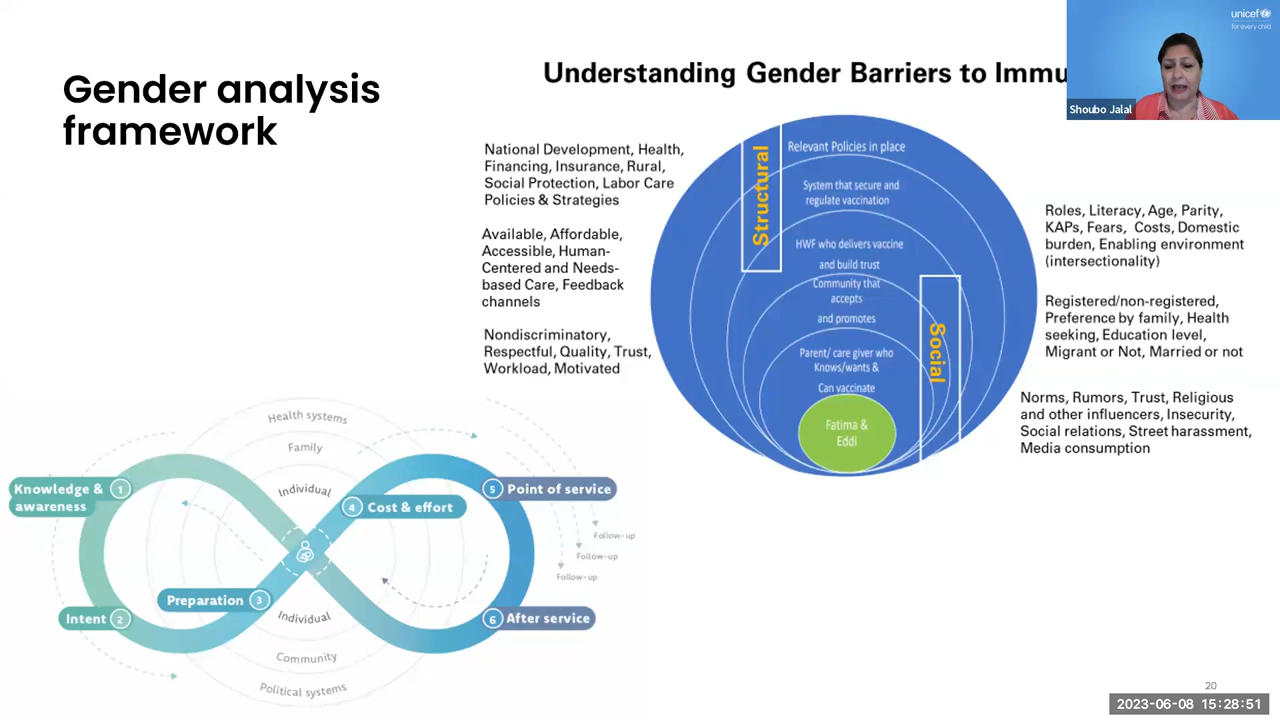 Gender analysis
framework
Understanding Gender Barriers to Immu
unicef
for every child
Shoubo Jalal
National Development, Health,
Financing, Insurance, Rural,
Social Protection, Labor Care
Policies & Strategies
Available, Affordable,
Accessible, Human-
Centered and Needs-
based Care, Feedback
channels
Nondiscriminatory,
Respectful, Quality, Trust,
Workload, Motivated
Structural
Relevant Policies in place
System that secure and
regulate vaccination
HWF who delivers vaccine
and build trust
Community that
accepts
and promotes
Parent/ care giver who
Knows/wants &
Can vaccinate
Fatima &
Eddi
Social
Roles, Literacy, Age, Parity,
KAPs, Fears, Costs, Domestic
burden, Enabling environment
(intersectionality)
Registered/non-registered,
Preference by family, Health
seeking, Education level,
Migrant or Not, Married or not
Norms, Rumors, Trust, Religious
and other influencers, Insecurity,
Social relations, Street harassment,
Media consumption
Health systems
Family
Individual
Knowledge & 1
awareness
Intent 2
Preparation 3
4 Cost & effort
5 Point of service
6 After service
Follow-up
Follow-up
Follow-up
Individual
Community
Political systems
20
2023-06-08 15:28:51